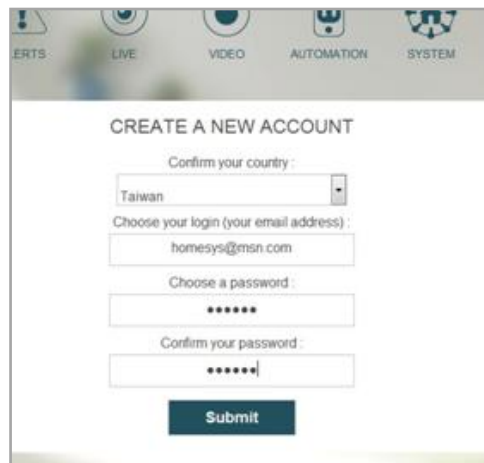 ERTS LIVE VIDEO AUTOMATION SYSTEM
CREATE A NEW ACCOUNT
Confirm your country :
Taiwan
Choose your login (your email address) :
homesys@msn.com
Choose a password :
••••••
Confirm your password :
••••••
Submit